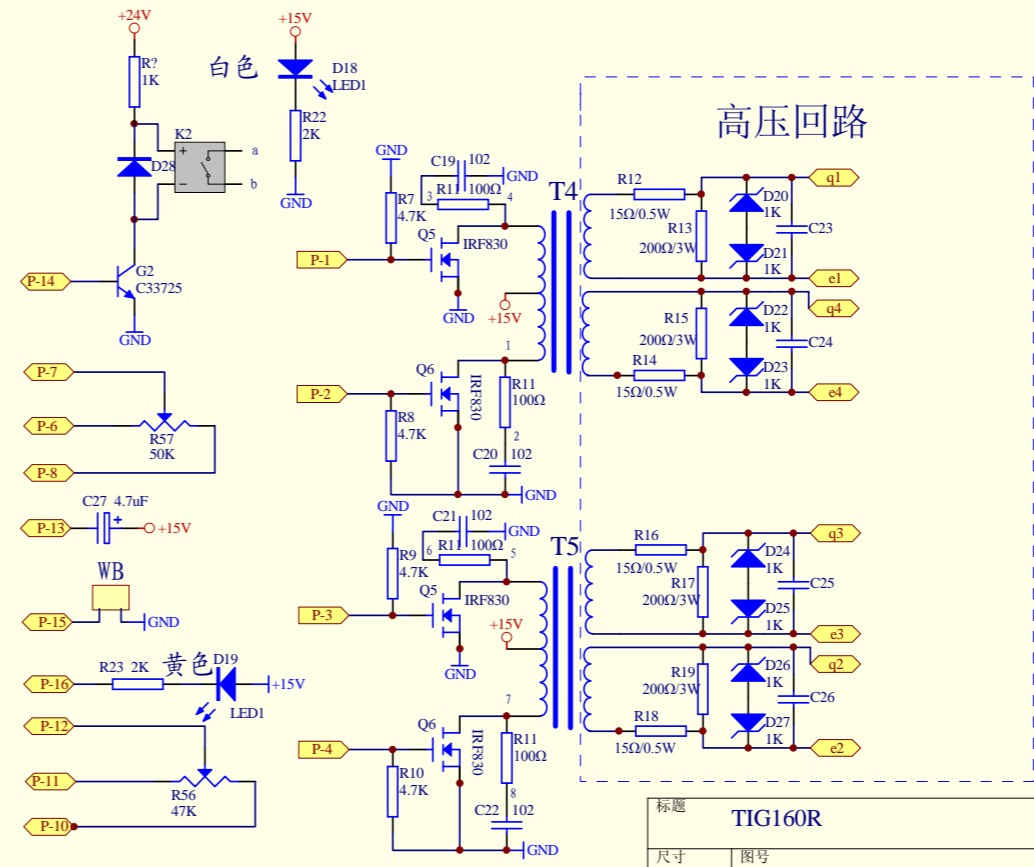 +24V
R?
1K
K2
+
−
a
b
D28
P-14
G2
C33725
GND
白色
+15V
D18
LED1
R22
2K
GND
P-7
P-6
R57
50K
P-8
C27 4.7uF
P-13
+
+15V
WB
P-15
GND
黄色
R23 2K
D19
P-16
+15V
LED1
P-12
P-11
R56
47K
P-10
GND
C19 102
GND
R11 100Ω
3
4
R7
4.7K
Q5
IRF830
P-1
GND
+15V
T4
1
Q6
IRF830
P-2
R8
4.7K
R11
100Ω
2
C20 102
GND
GND
C21 102
GND
R11 100Ω
6
5
R9
4.7K
Q5
IRF830
P-3
GND
+15V
T5
7
Q6
IRF830
P-4
R10
4.7K
R11
100Ω
8
C22 102
GND
高压回路
R12
15Ω/0.5W
R13
200Ω/3W
D20
1K
D21
1K
C23
q1
e1
R15
200Ω/3W
R14
15Ω/0.5W
D22
1K
D23
1K
C24
q4
e4
R16
15Ω/0.5W
R17
200Ω/3W
D24
1K
D25
1K
C25
q3
e3
R19
200Ω/3W
R18
15Ω/0.5W
D26
1K
D27
1K
C26
q2
e2
标题
TIG160R
尺寸 图号